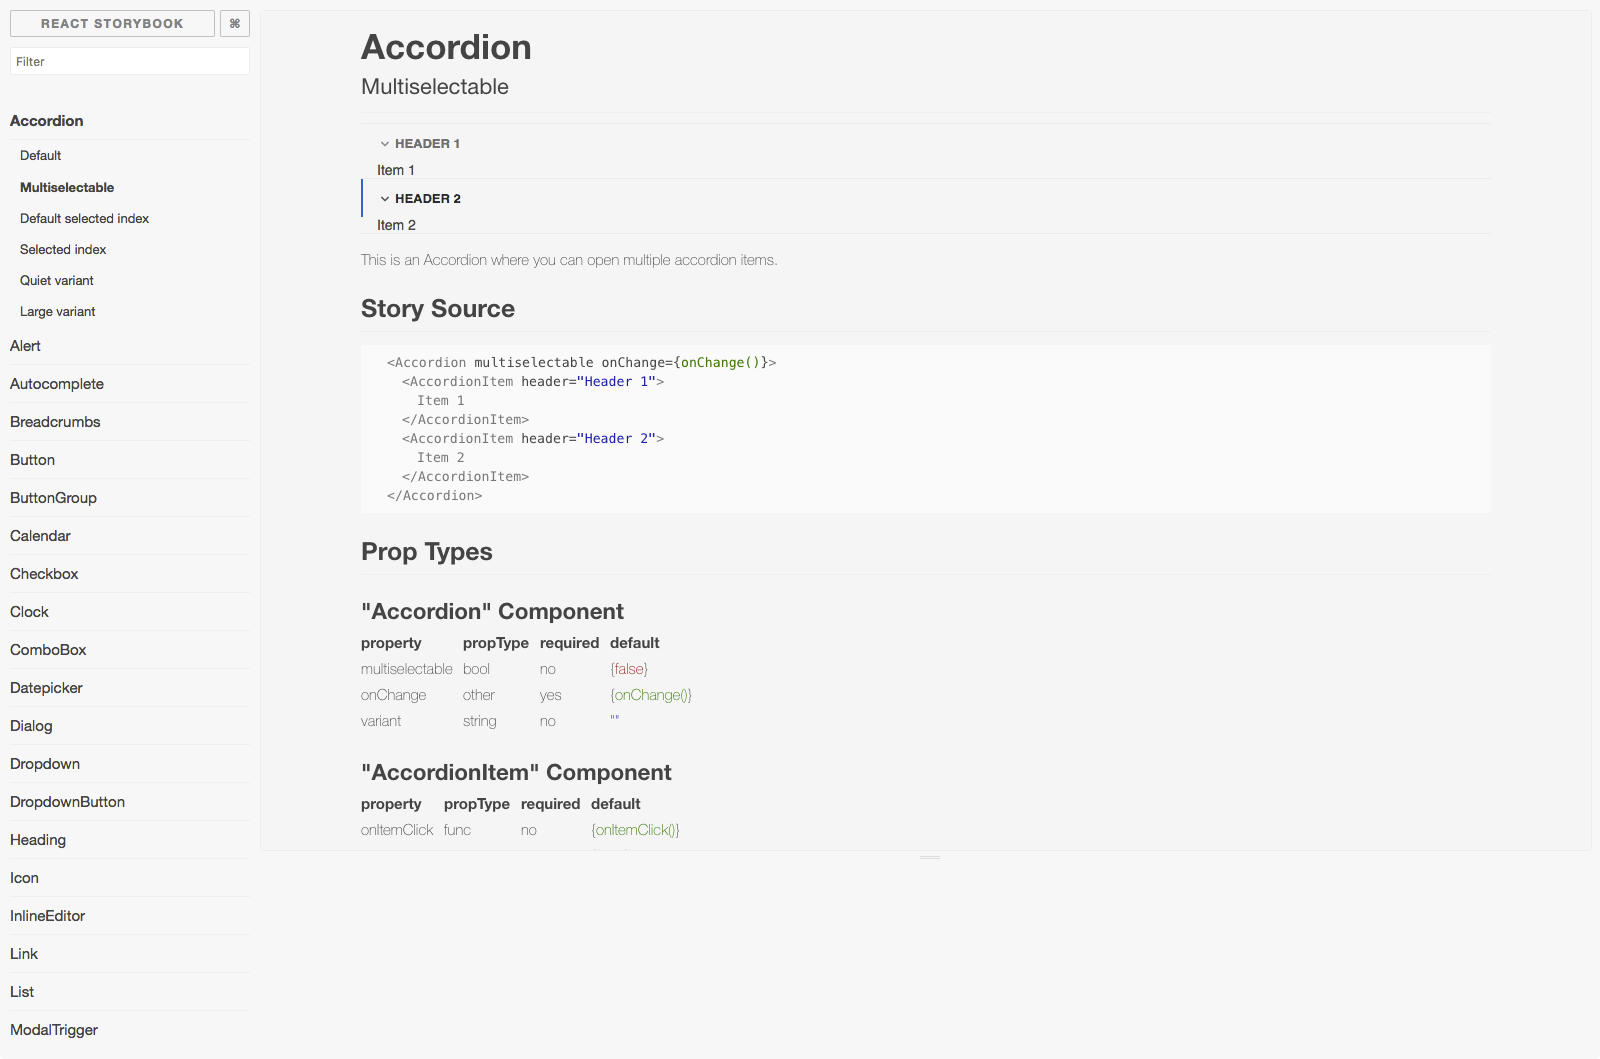 REACT STORYBOOK
⌘
Filter
Accordion
Default
Multiselectable
Default selected index
Selected index
Quiet variant
Large variant
Alert
Autocomplete
Breadcrumbs
Button
ButtonGroup
Calendar
Checkbox
Clock
ComboBox
Datepicker
Dialog
Dropdown
DropdownButton
Heading
Icon
InlineEditor
Link
List
ModalTrigger
Accordion
Multiselectable
HEADER 1
Item 1
HEADER 2
Item 2
This is an Accordion where you can open multiple accordion items.
Story Source
<Accordion multiselectable onChange={onChange()}>
<AccordionItem header="Header 1">
Item 1
</AccordionItem>
<AccordionItem header="Header 2">
Item 2
</AccordionItem>
</Accordion>
Prop Types
"Accordion" Component
property propType required default
multiselectable bool no {false}
onChange other yes {onChange()}
variant string no ""
"AccordionItem" Component
property propType required default
onItemClick func no {onItemClick()}